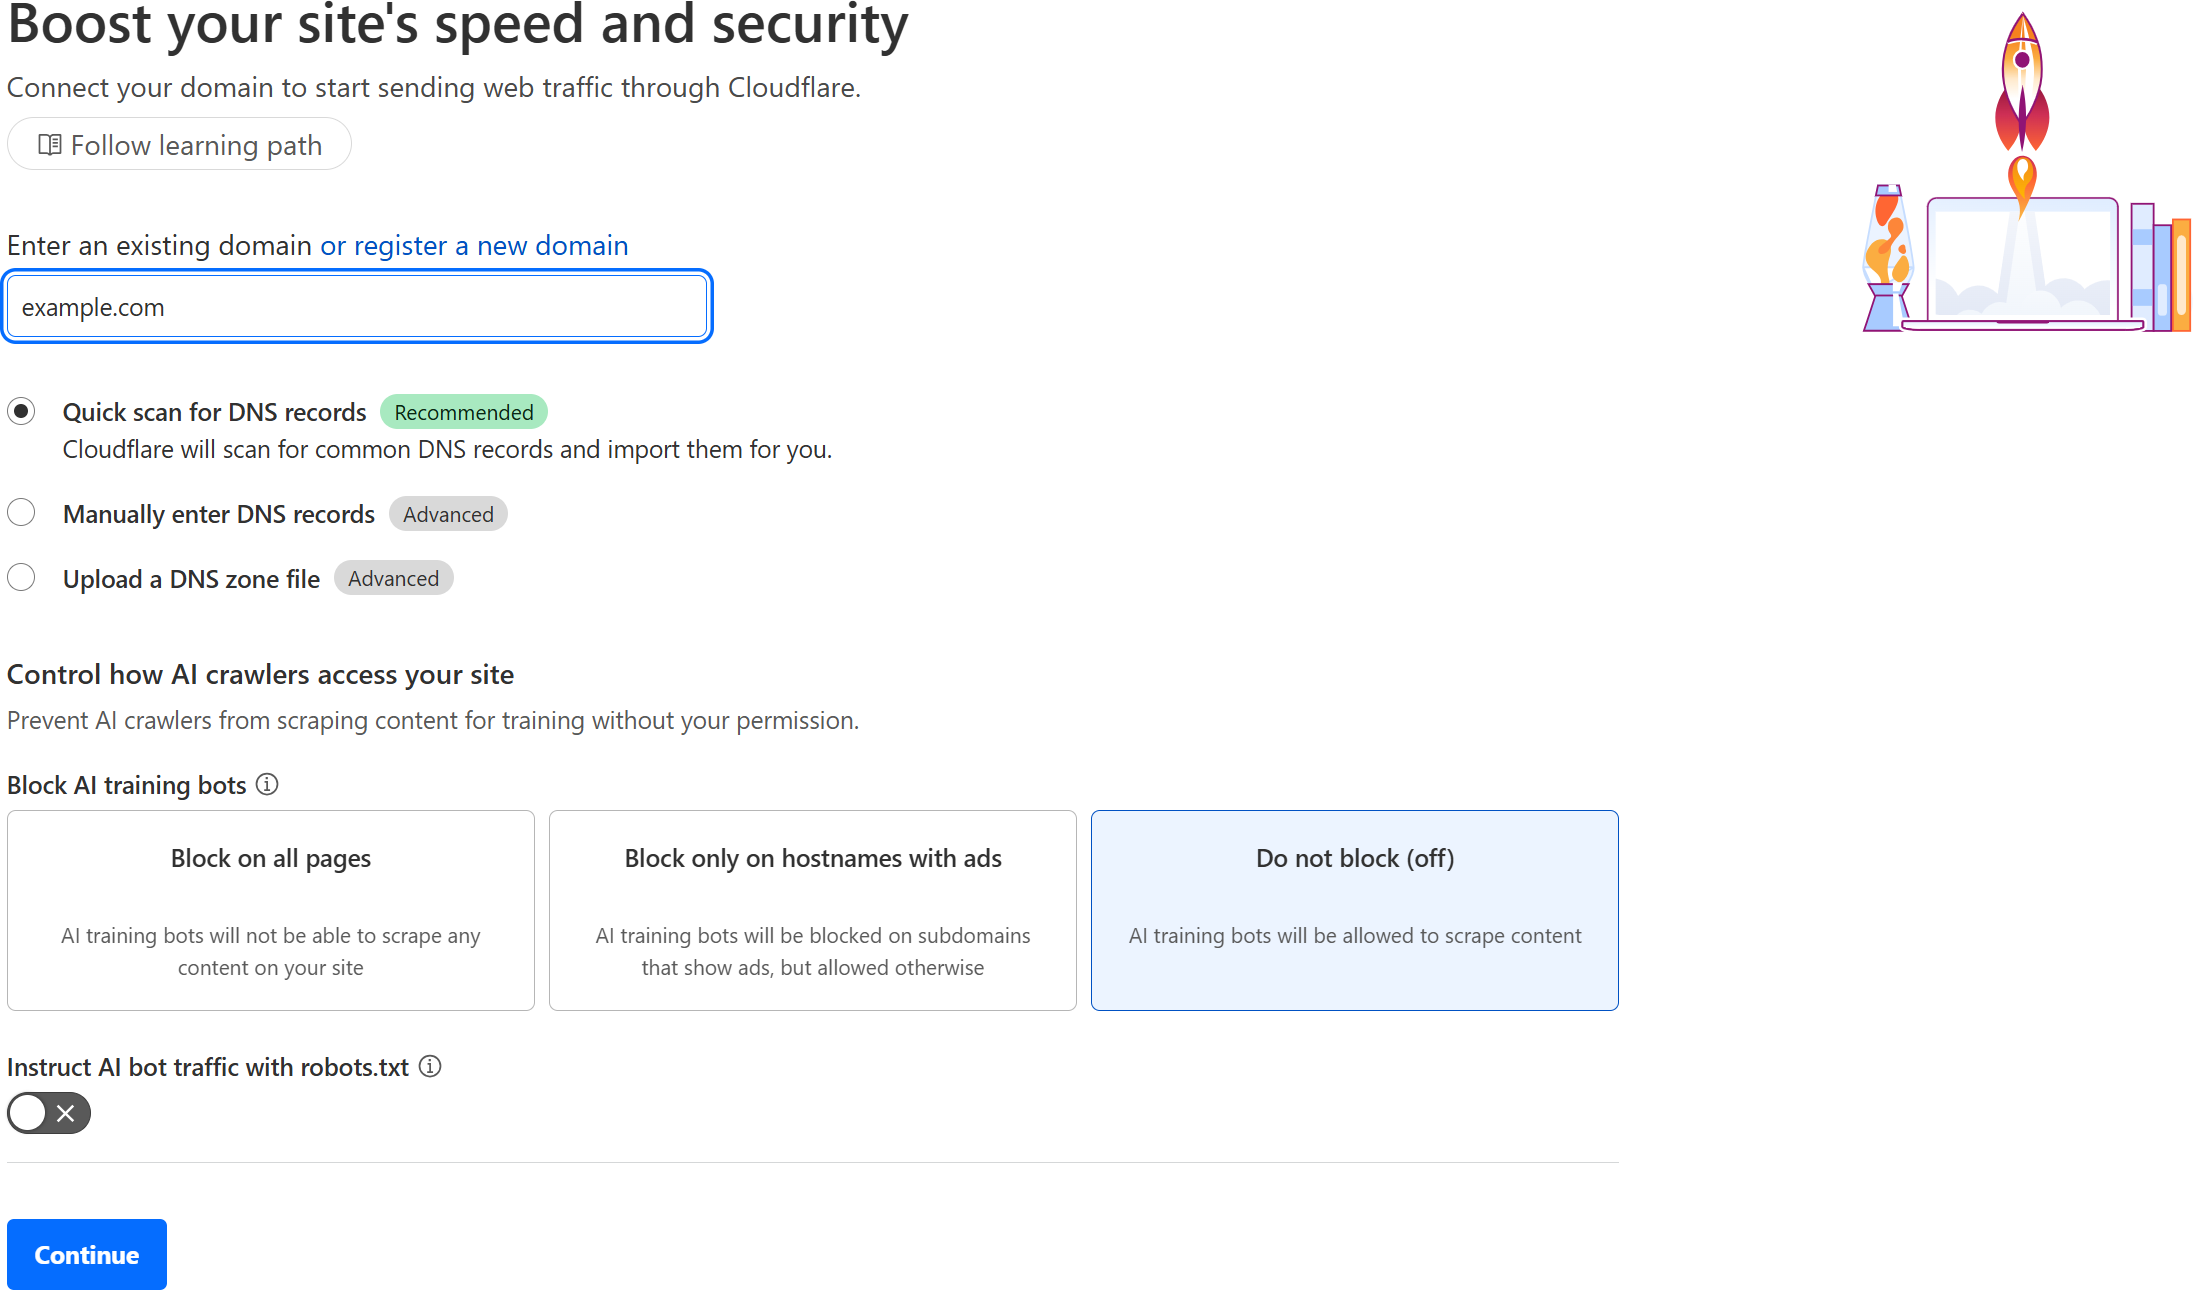 Boost your site's speed and security
Connect your domain to start sending web traffic through Cloudflare.
Follow learning path
Enter an existing domain or register a new domain
example.com
Quick scan for DNS records Recommended
Cloudflare will scan for common DNS records and import them for you.
Manually enter DNS records Advanced
Upload a DNS zone file Advanced
Control how AI crawlers access your site
Prevent AI crawlers from scraping content for training without your permission.
Block AI training bots
Block on all pages
AI training bots will not be able to scrape any
content on your site
Block only on hostnames with ads
AI training bots will be blocked on subdomains
that show ads, but allowed otherwise
Do not block (off)
AI training bots will be allowed to scrape content
Instruct AI bot traffic with robots.txt
Continue